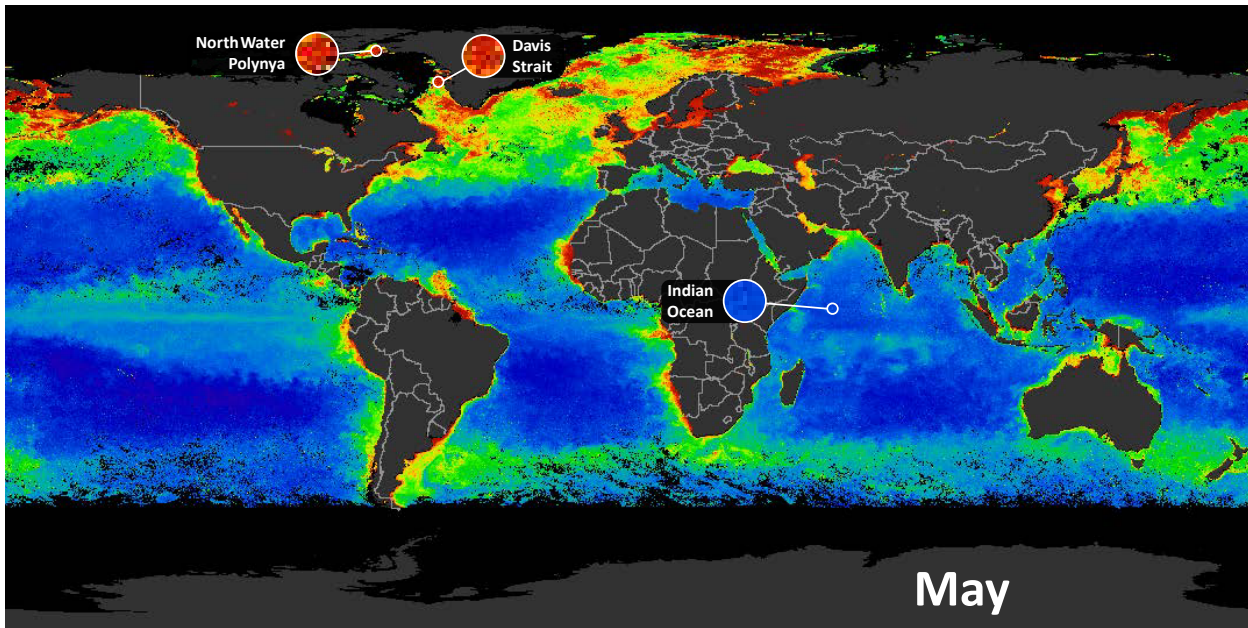 North Water
Polynya
Davis
Strait
Indian
Ocean
May